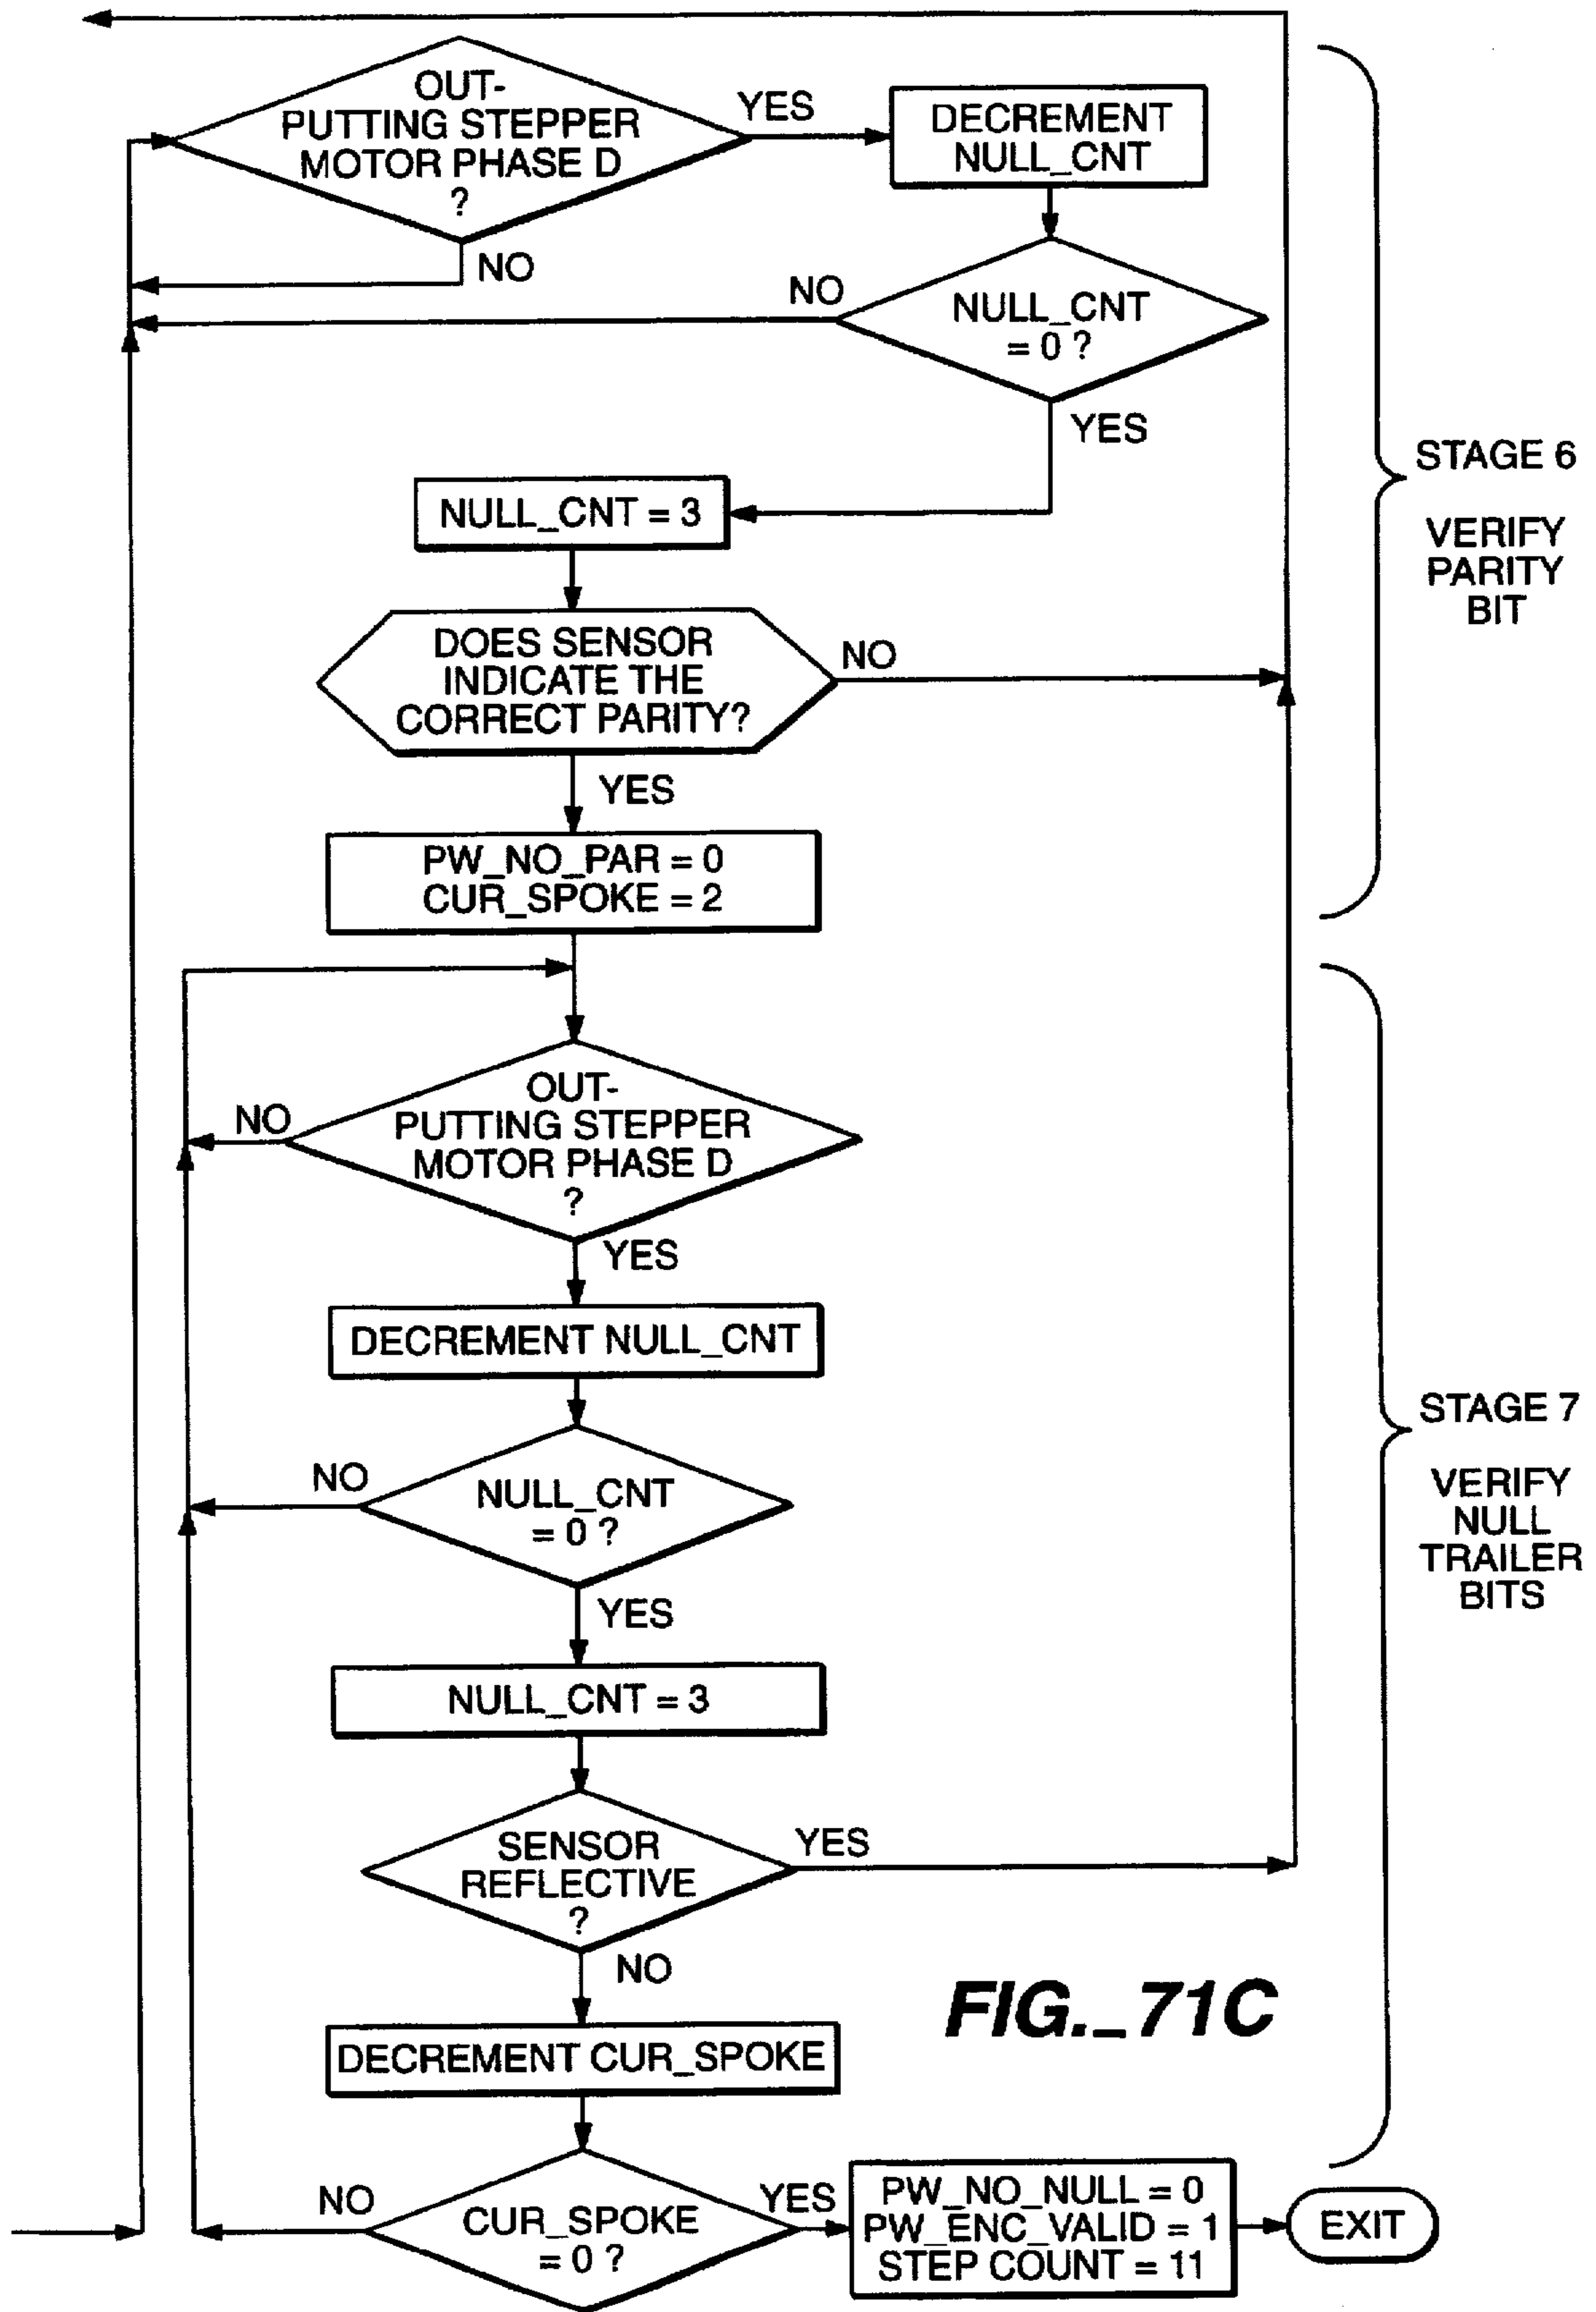 OUT-
PUTTING STEPPER
MOTOR PHASE D
?
YES
DECREMENT
NULL_CNT
NO
NO
NULL_CNT
= 0 ?
YES
STAGE 6
VERIFY
PARITY
BIT
NULL_CNT = 3
DOES SENSOR
INDICATE THE
CORRECT PARITY?
NO
YES
PW_NO_PAR = 0
CUR_SPOKE = 2
OUT-
PUTTING STEPPER
MOTOR PHASE D
?
NO
YES
DECREMENT NULL_CNT
NO
NULL_CNT
= 0 ?
YES
STAGE 7
VERIFY
NULL
TRAILER
BITS
NULL_CNT = 3
SENSOR
REFLECTIVE
?
YES
NO
FIG._71C
DECREMENT CUR_SPOKE
NO
CUR_SPOKE
= 0 ?
YES
PW_NO_NULL = 0
PW_ENC_VALID = 1
STEP COUNT = 11
EXIT